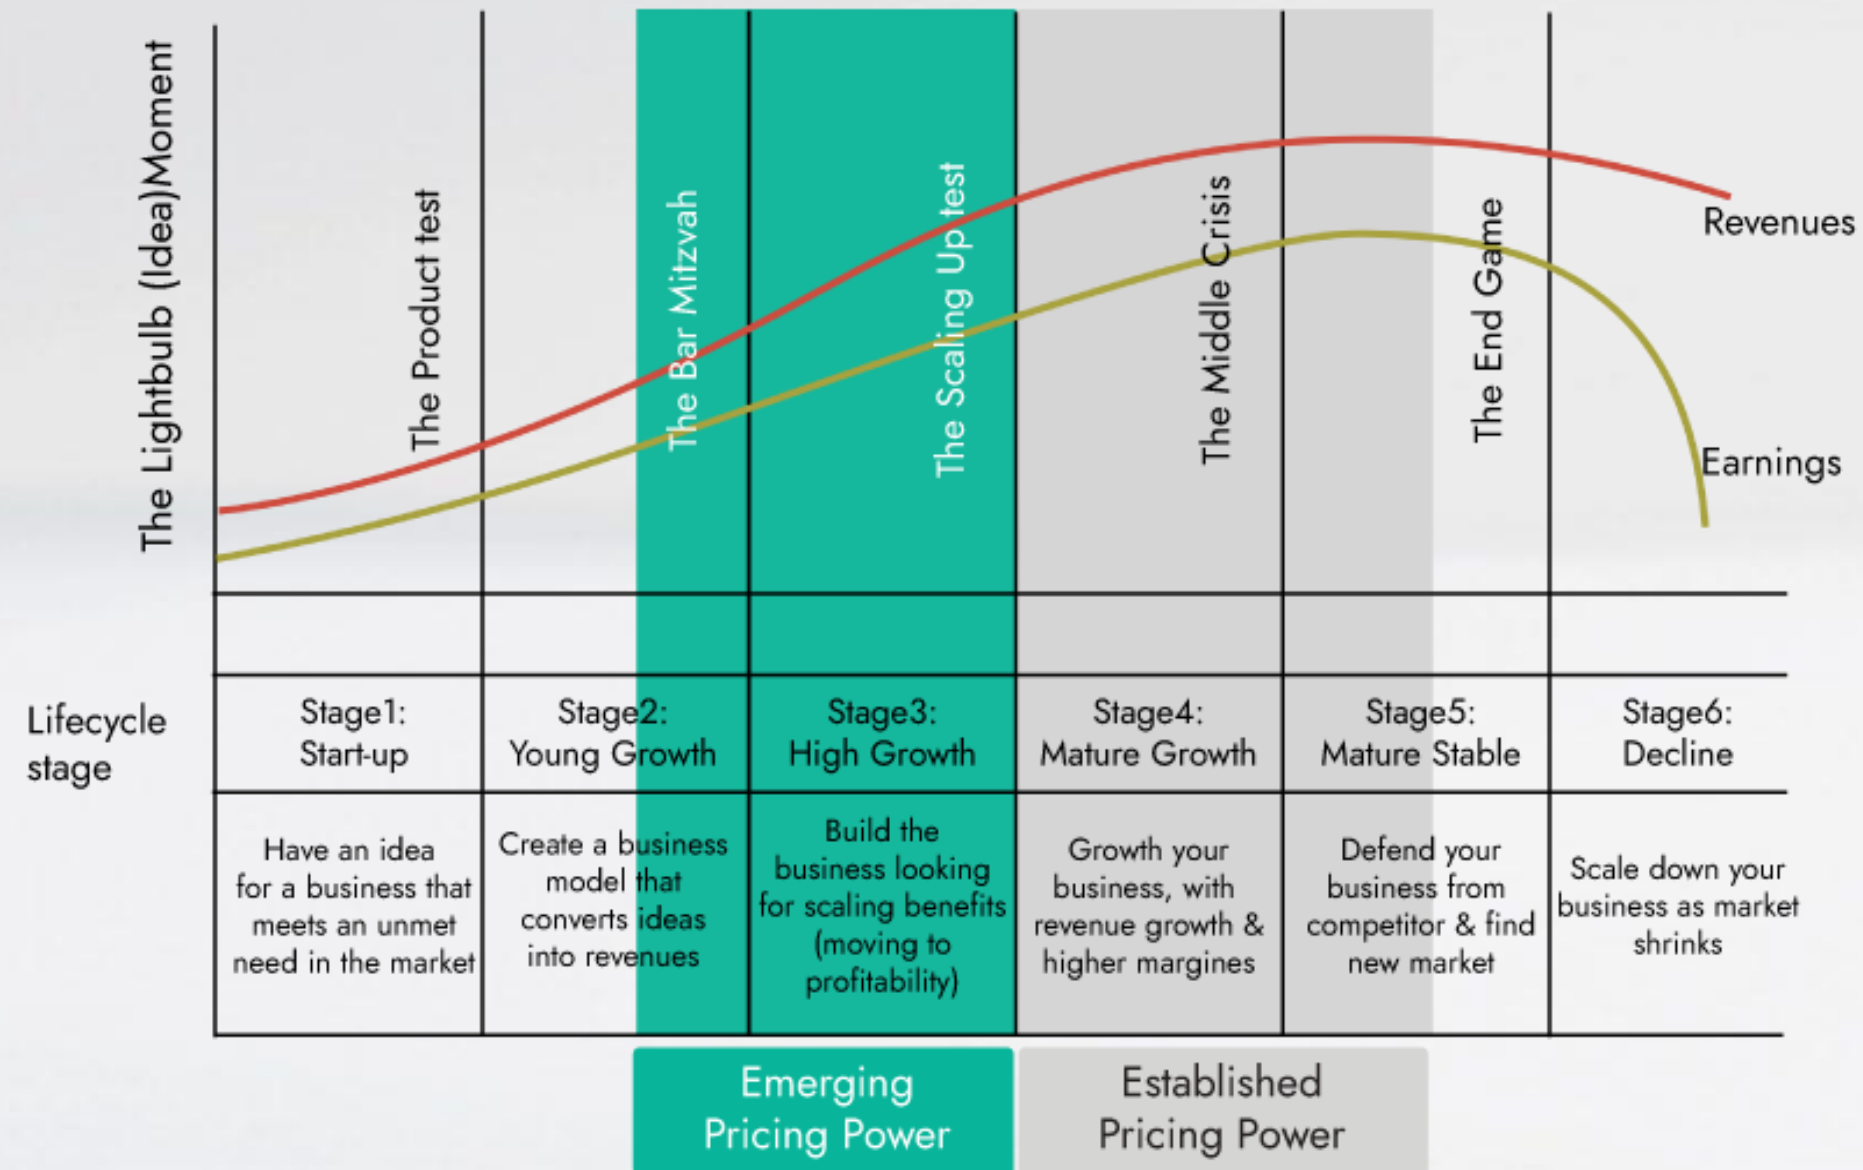 The Lightbulb (Idea)Moment
The Product test
The Bar Mitzvah
The Scaling Up test
The Middle Crisis
The End Game
Revenues
Earnings
Lifecycle
stage
Stage1:
Start-up
Stage2:
Young Growth
Stage3:
High Growth
Stage4:
Mature Growth
Stage5:
Mature Stable
Stage6:
Decline
Have an idea
for a business that
meets an unmet
need in the market
Create a business
model that
converts ideas
into revenues
Build the
business looking
for scaling benefits
(moving to
profitability)
Growth your
business, with
revenue growth &
higher margines
Defend your
business from
competitor & find
new market
Scale down your
business as market
shrinks
Emerging
Pricing Power
Established
Pricing Power